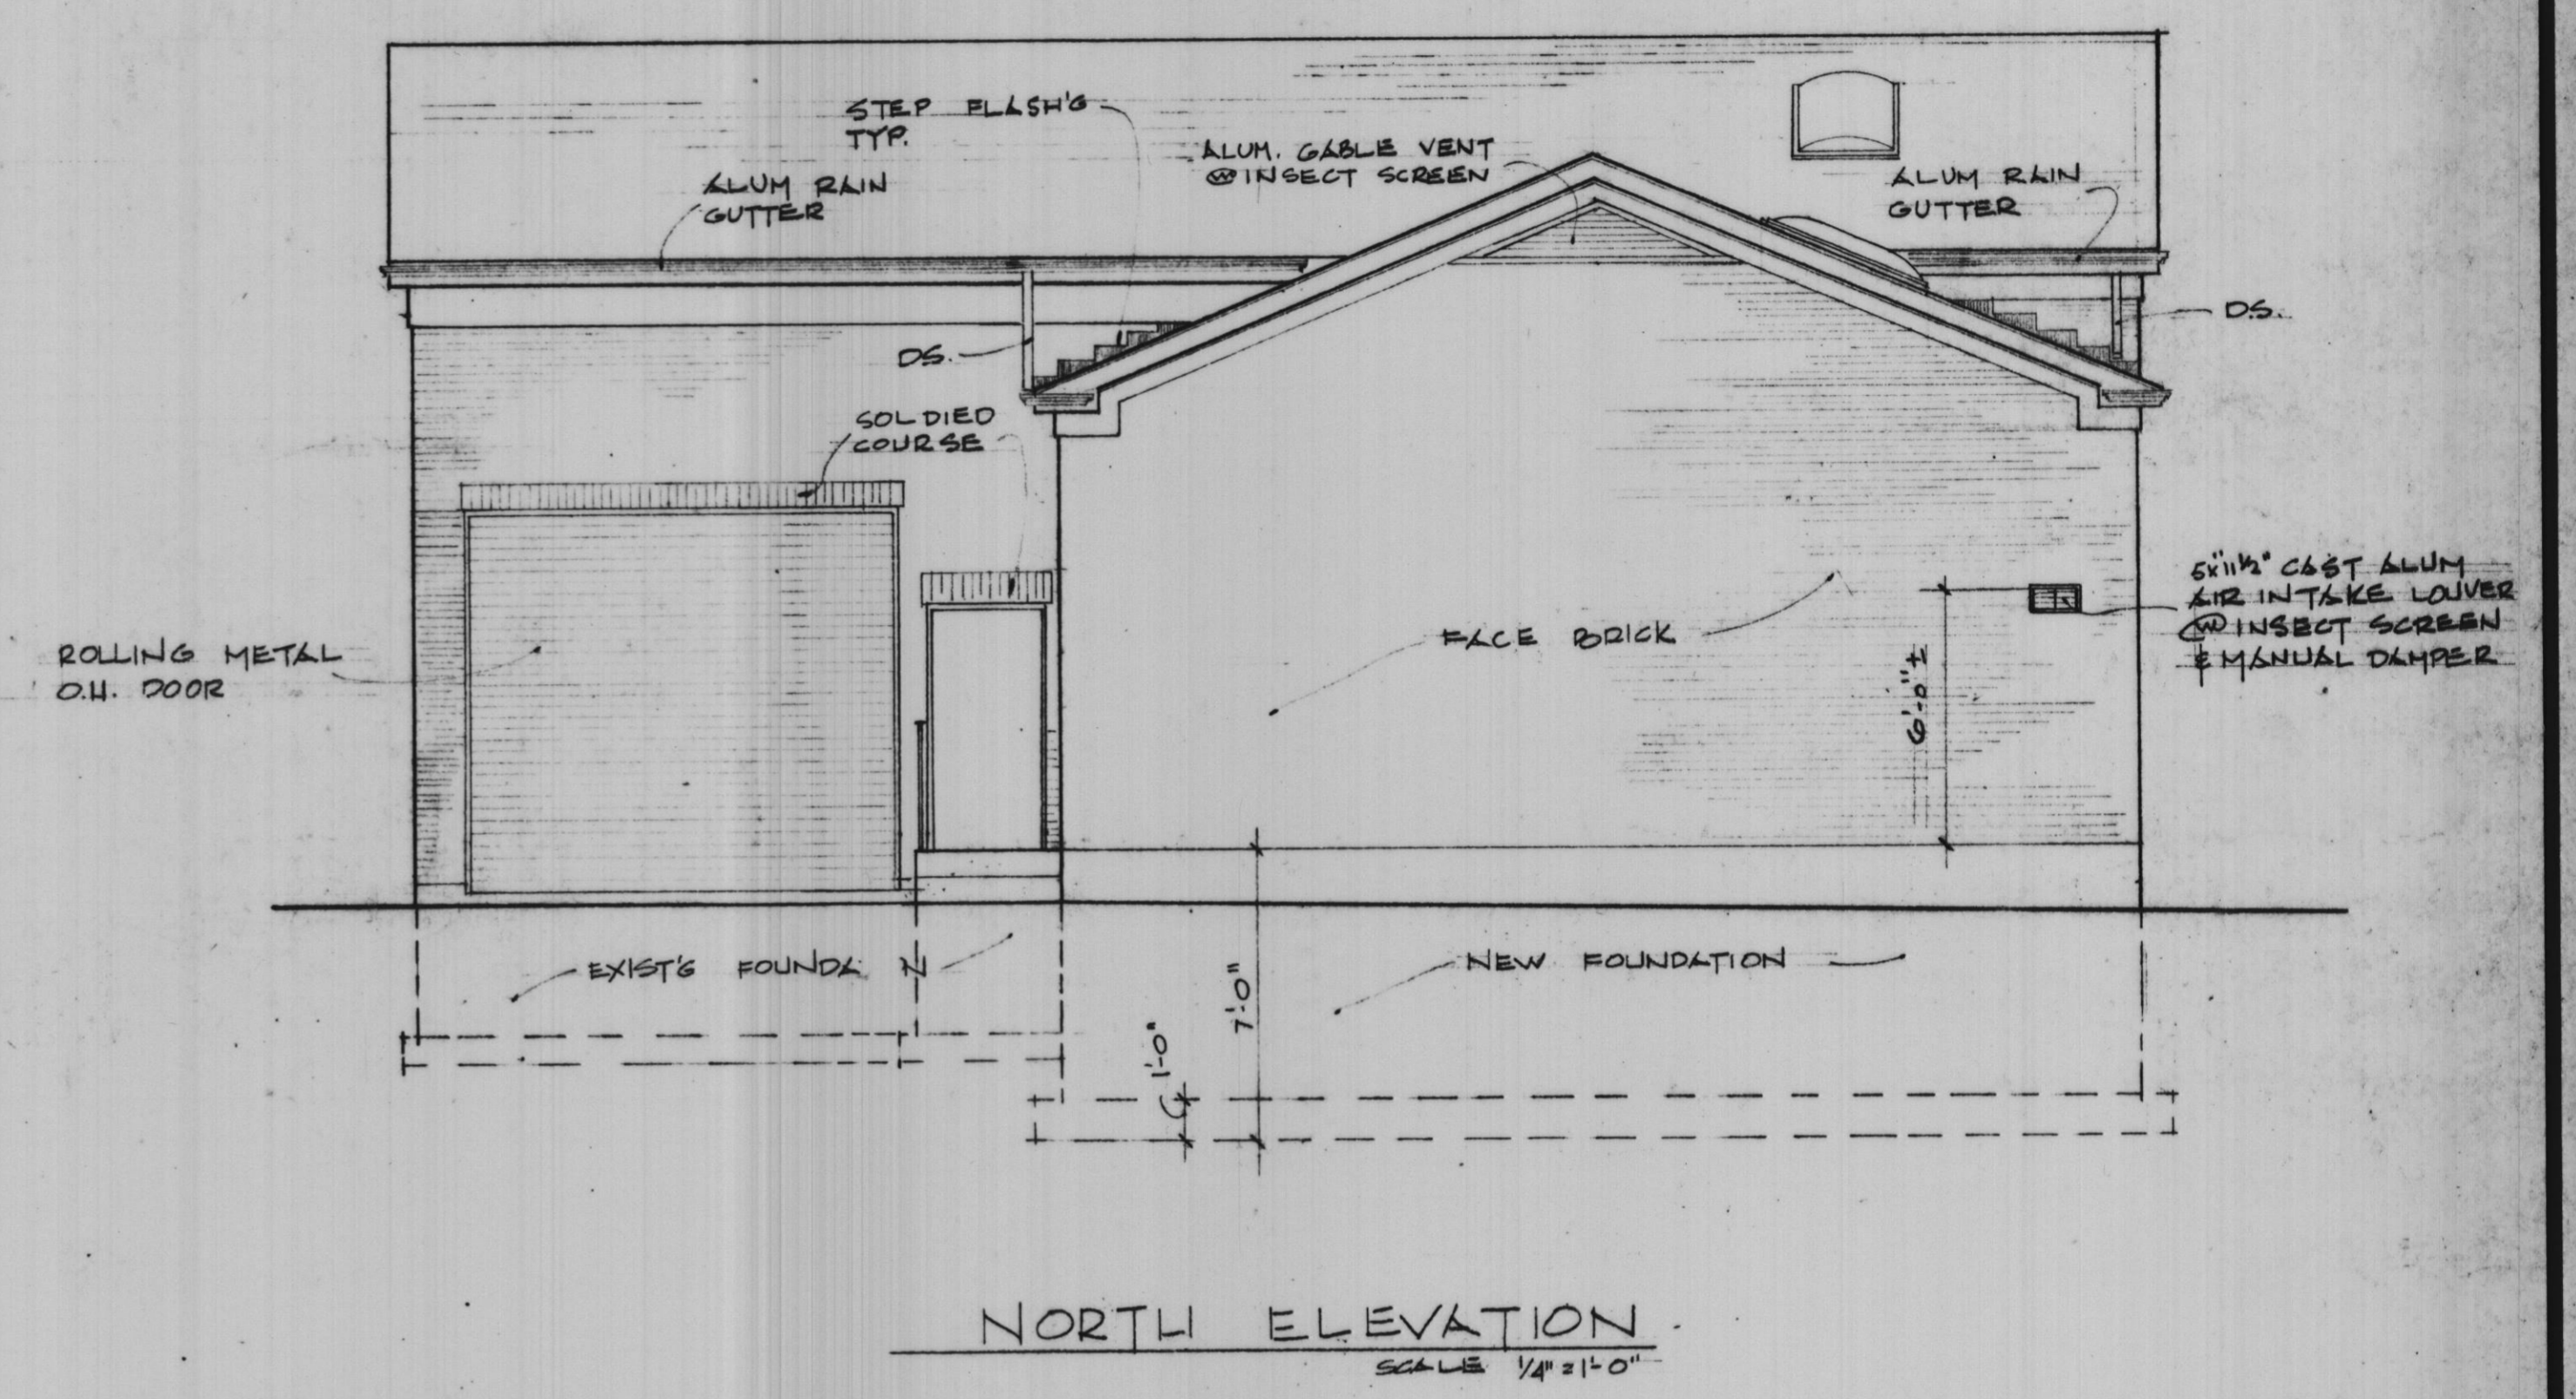 STEP FLASH'G
TYP.
ALUM. GABLE VENT
W/ INSECT SCREEN
ALUM RAIN
GUTTER
ALUM RAIN
GUTTER
D.S.
DS.
SOLDIED
COURSE
5x11½" CAST ALUM
AIR INTAKE LOUVER
W/ INSECT SCREEN
& MANUAL DAMPER
ROLLING METAL
O.H. DOOR
FACE BRICK
6'-0"±
EXIST'G FOUNDA N
NEW FOUNDATION
7'-0"
1'-0"
NORTH ELEVATION
SCALE ¼"=1'-0"